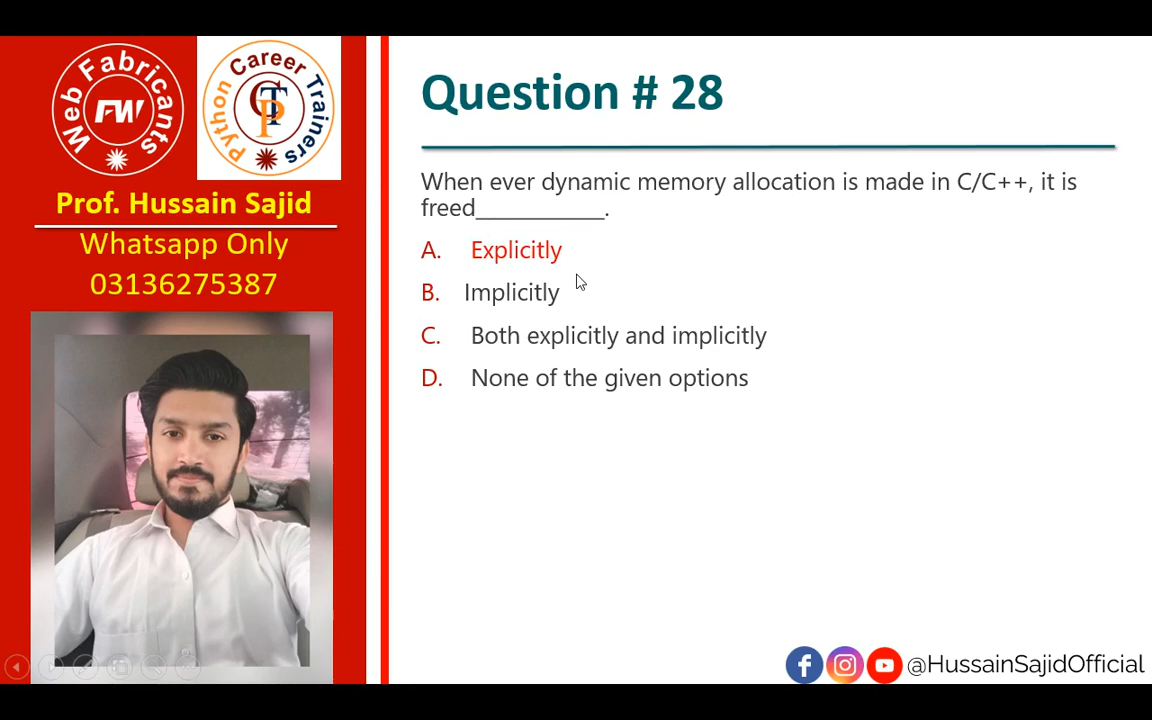 Web Fabricants
FW
Python Career Trainers
CTP
Prof. Hussain Sajid
Whatsapp Only
03136275387
Question # 28
When ever dynamic memory allocation is made in C/C++, it is
freed___________.
A. Explicitly
B. Implicitly
C. Both explicitly and implicitly
D. None of the given options
@HussainSajidOfficial